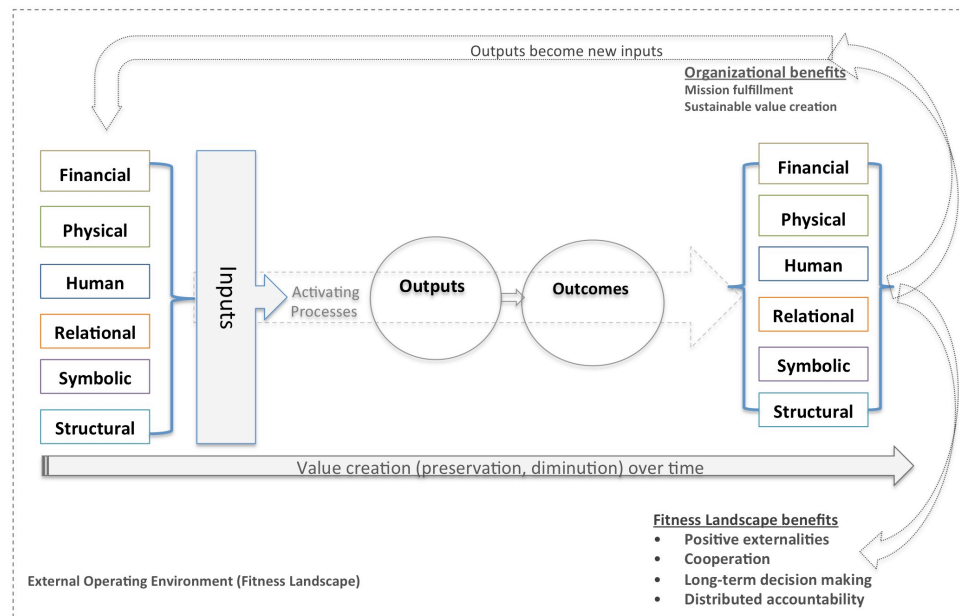 Outputs become new inputs
Organizational benefits
Mission fulfillment
Sustainable value creation
Financial
Physical
Human
Relational
Symbolic
Structural
Inputs
Activating
Processes
Outputs
Outcomes
Financial
Physical
Human
Relational
Symbolic
Structural
Value creation (preservation, diminution) over time
Fitness Landscape benefits
• Positive externalities
• Cooperation
• Long-term decision making
• Distributed accountability
External Operating Environment (Fitness Landscape)